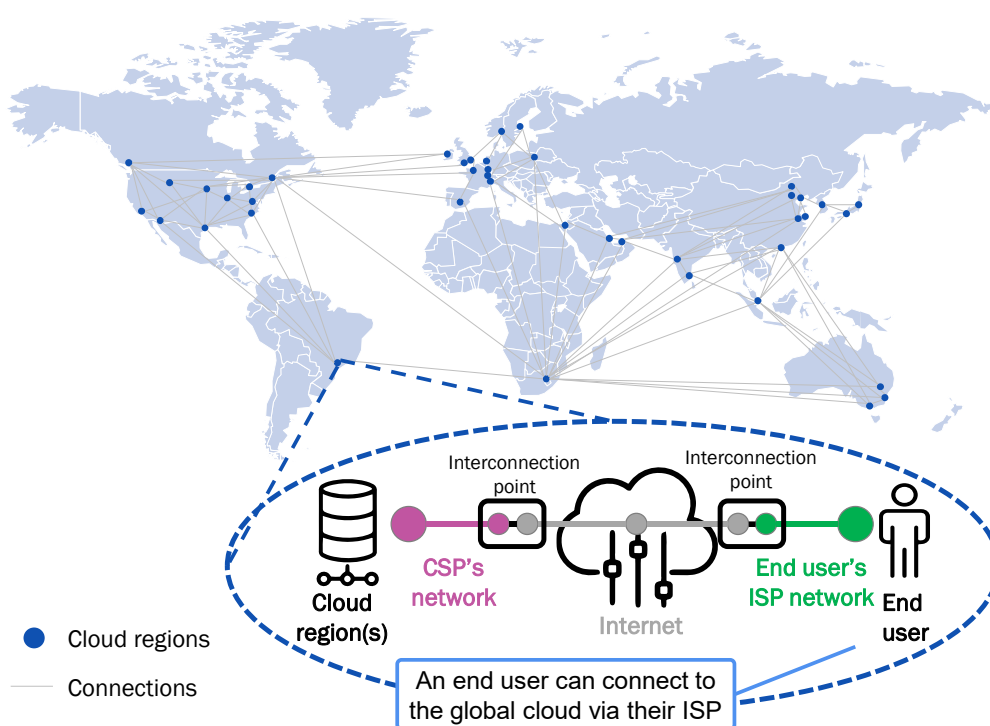 Interconnection
point
Interconnection
point
CSP's
network
End user's
ISP network
Cloud
region(s)
Internet
End
user
Cloud regions
Connections
An end user can connect to
the global cloud via their ISP